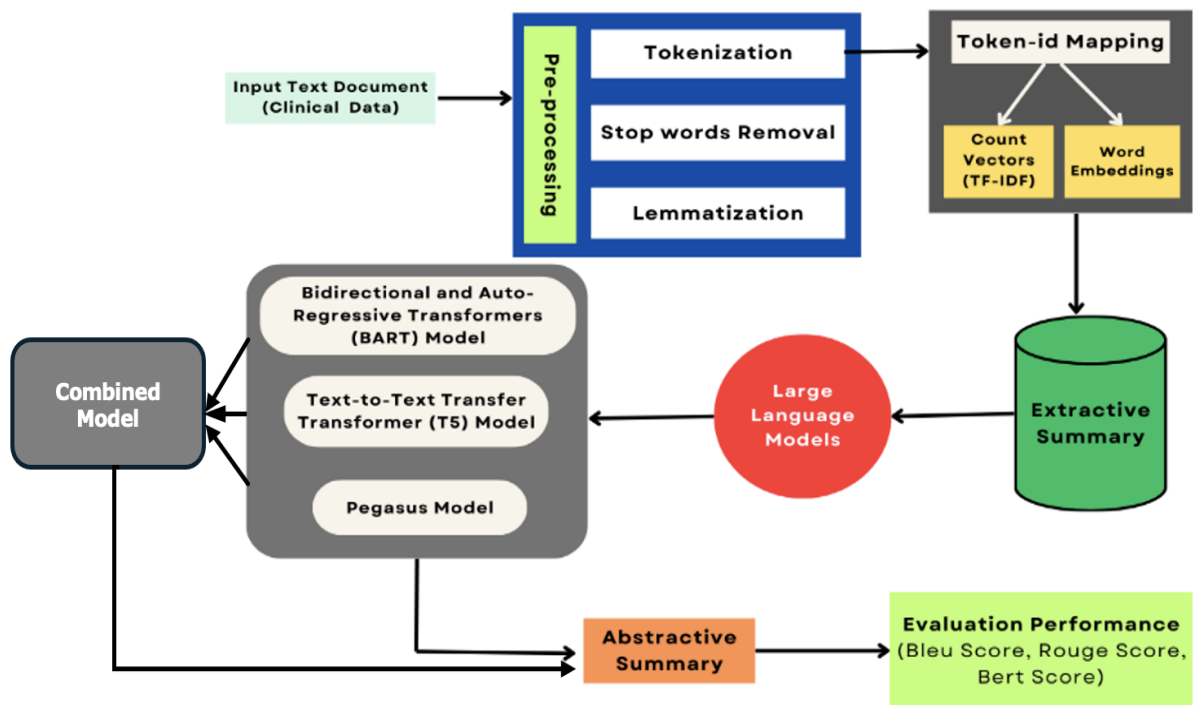 Input Text Document
(Clinical Data)
Pre-processing
Tokenization
Stop words Removal
Lemmatization
Token-id Mapping
Count
Vectors
(TF-IDF)
Word
Embeddings
Extractive
Summary
Large
Language
Models
Bidirectional and Auto-
Regressive Transformers
(BART) Model
Text-to-Text Transfer
Transformer (T5) Model
Pegasus Model
Combined
Model
Abstractive
Summary
Evaluation Performance
(Bleu Score, Rouge Score,
Bert Score)